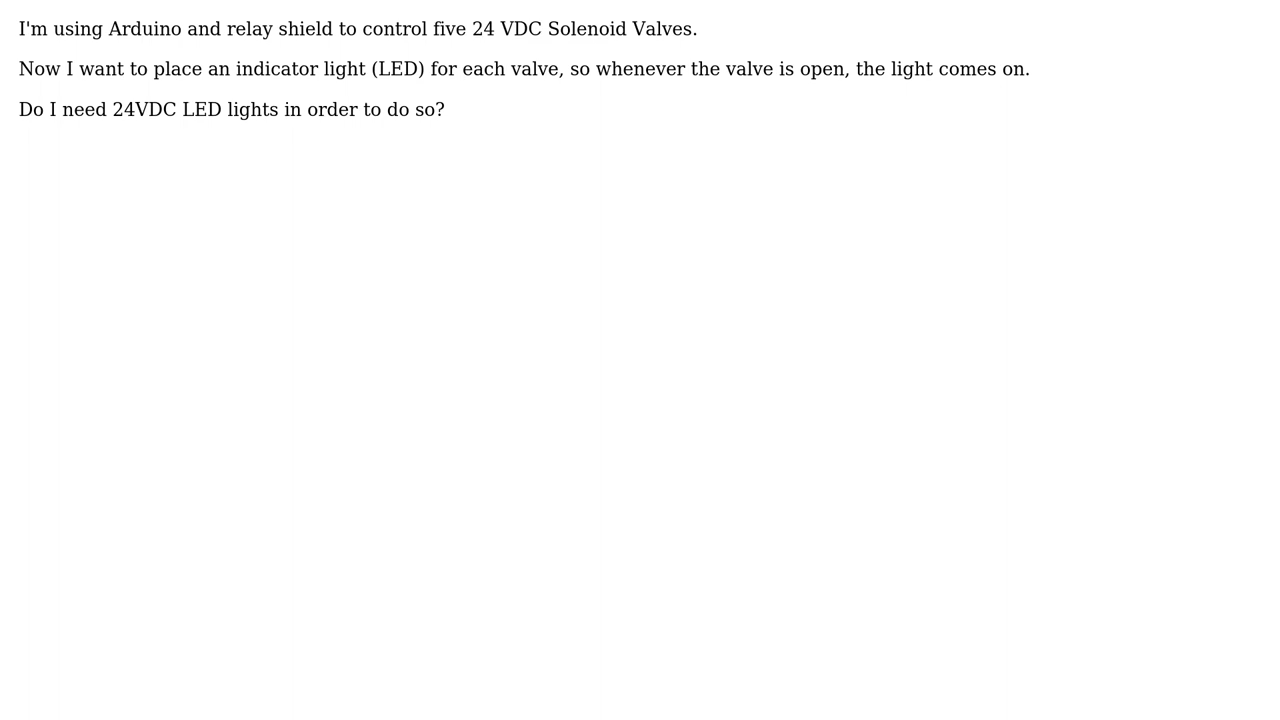 I'm using Arduino and relay shield to control five 24 VDC Solenoid Valves.
Now I want to place an indicator light (LED) for each valve, so whenever the valve is open, the light comes on.
Do I need 24VDC LED lights in order to do so?